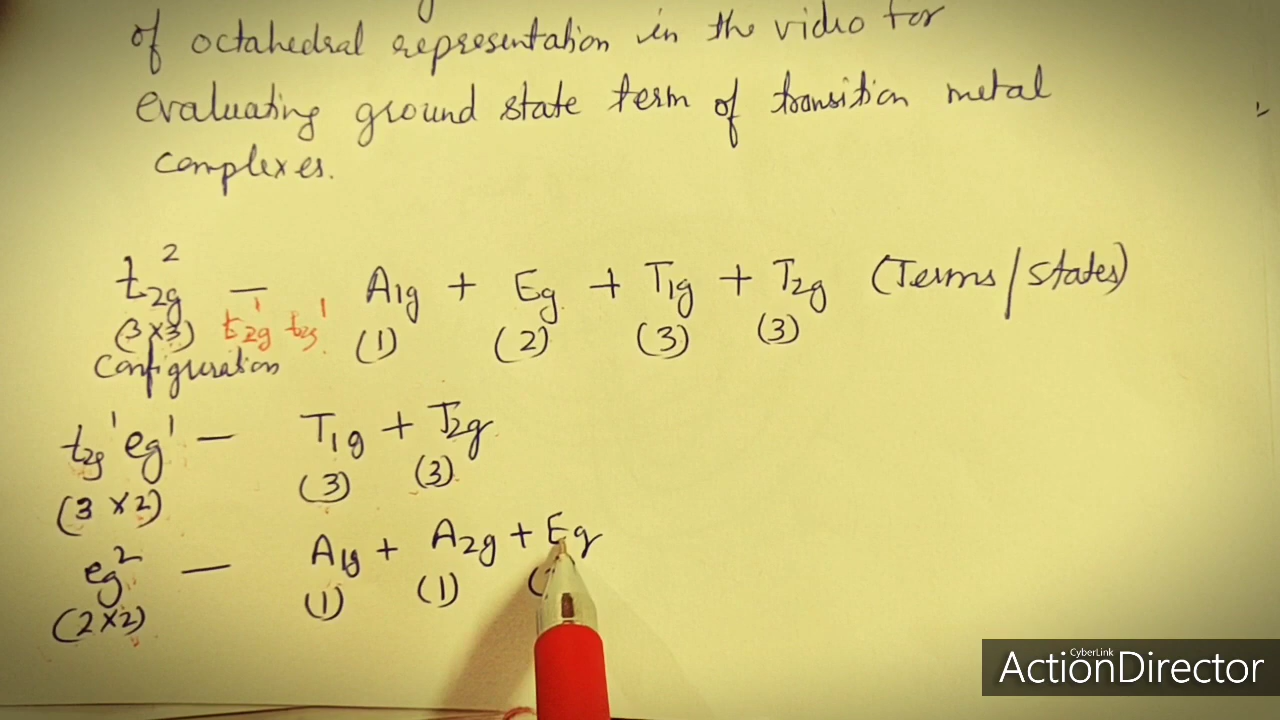 of octahedral representation in the video for
evaluating ground state term of transition metal
complexes.
t₂g² — A₁g + Eg + T₁g + T₂g (Terms/states)
(3×3) t₂g¹ t₂g¹ (1) (2) (3) (3)
Configuration
t₂g¹eg¹ — T₁g + T₂g
(3×2) (3) (3)
eg² — A₁g + A₂g + Eg
(2×2) (1) (1)
CyberLink
ActionDirector